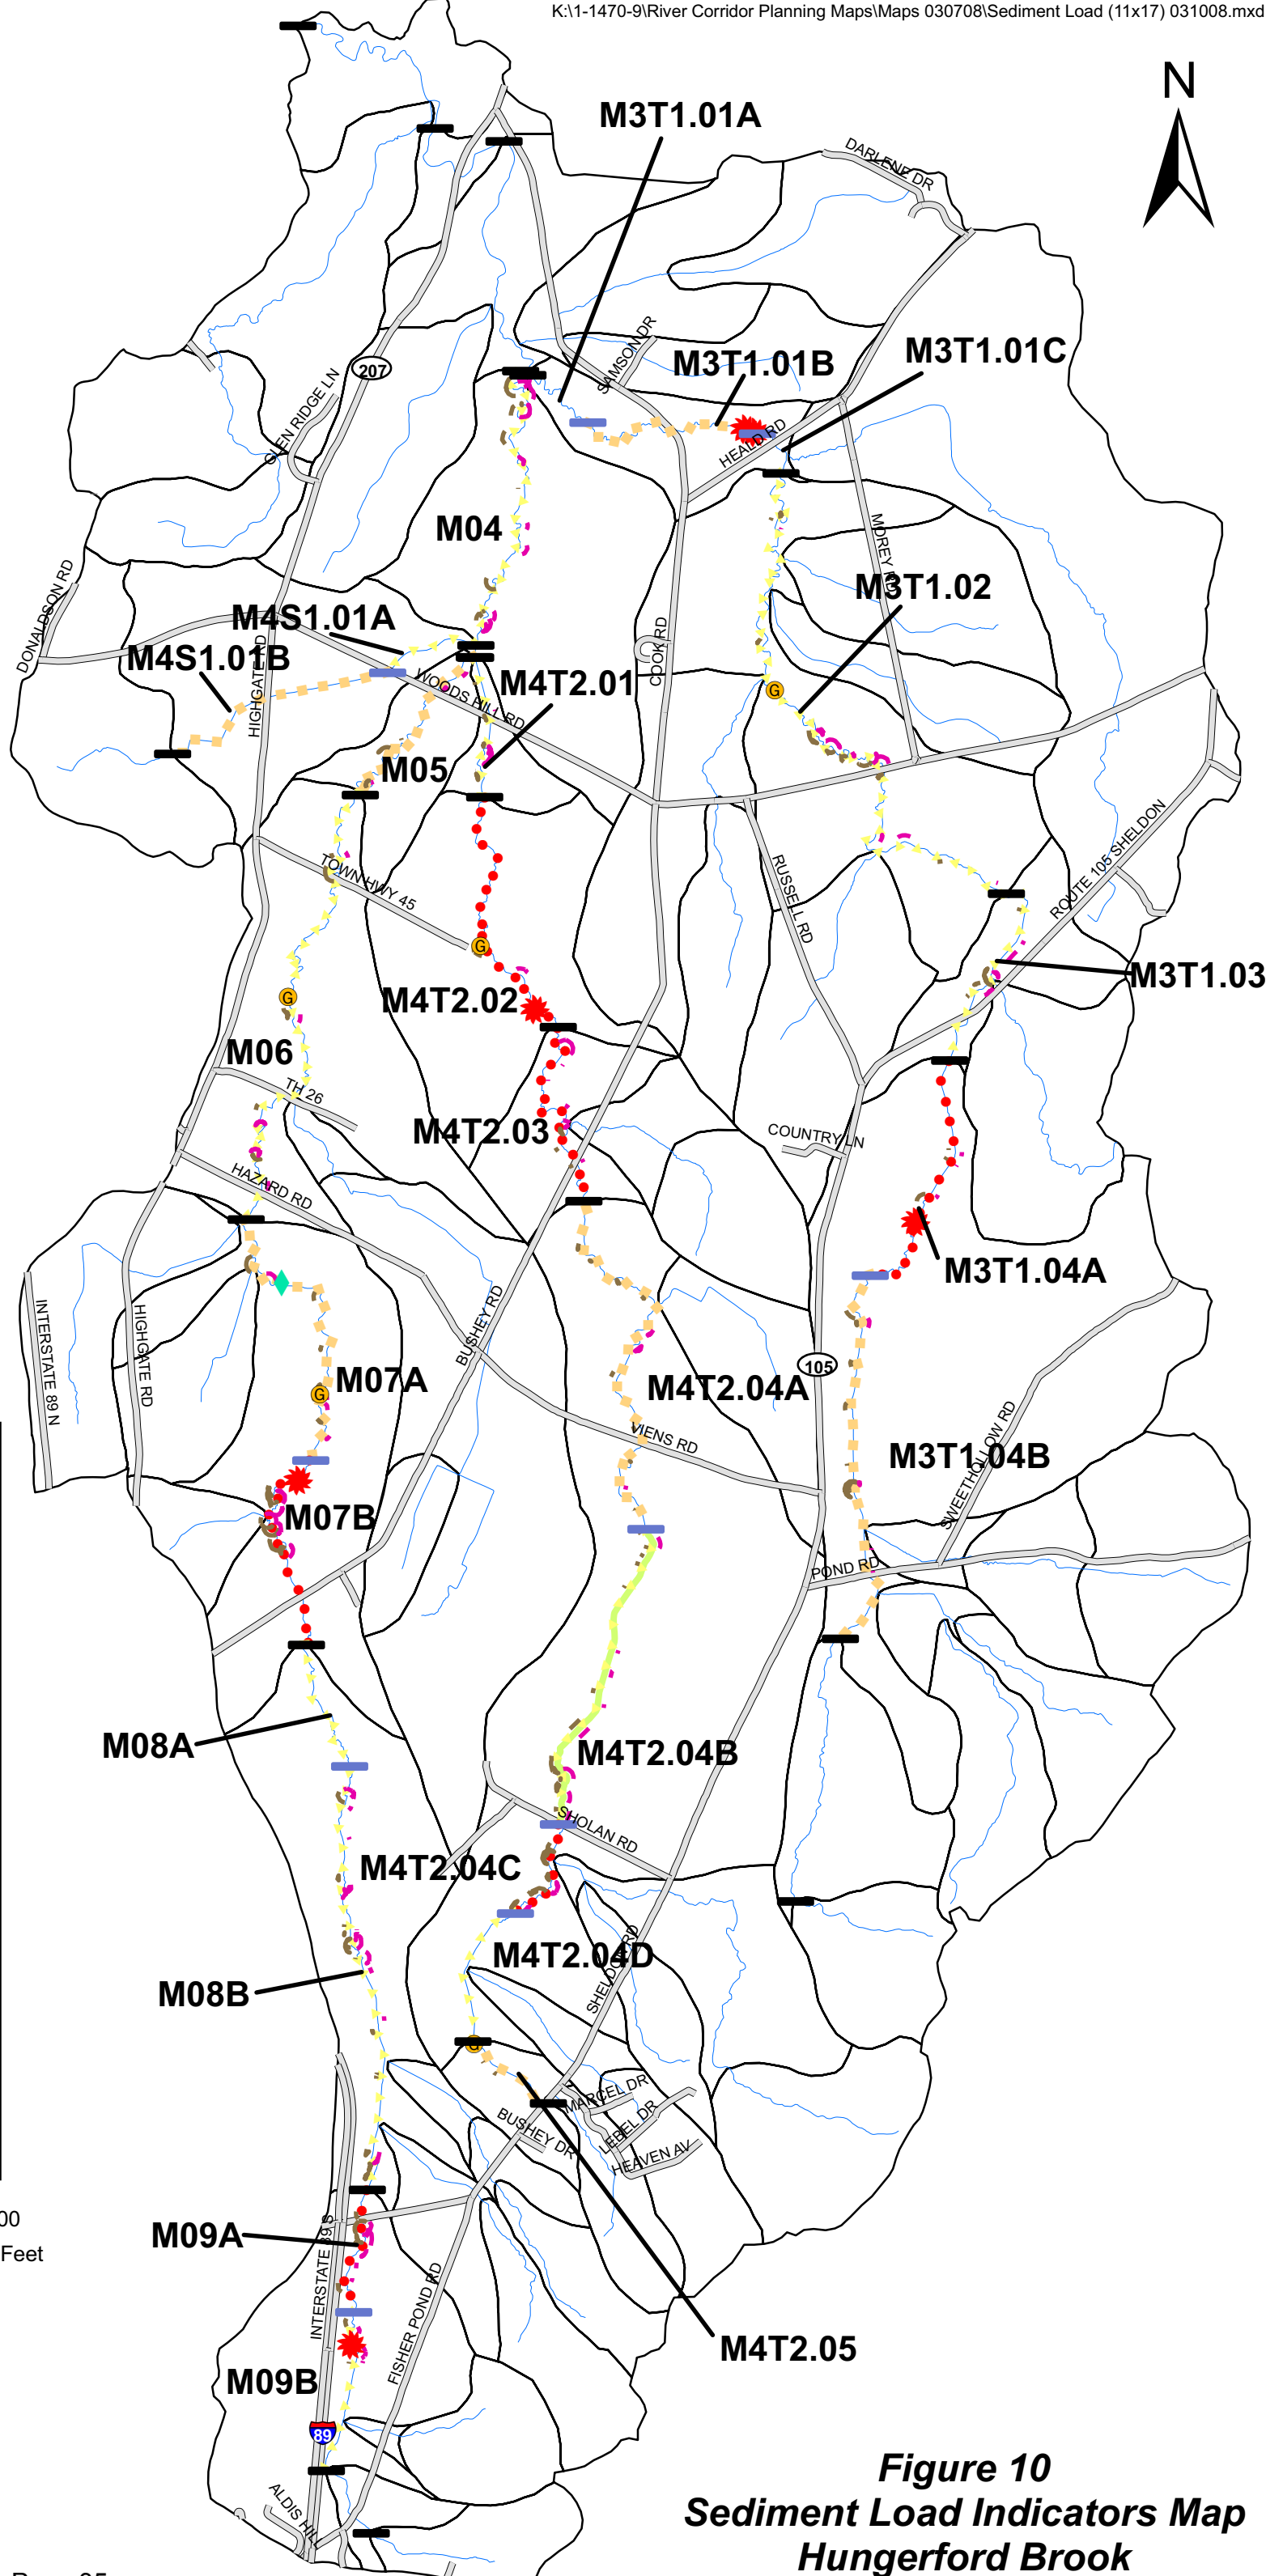 K:\1-1470-9\River Corridor Planning Maps\Maps 030708\Sediment Load (11x17) 031008.mxd
N
M3T1.01A
DARLENE DR
SAMSON DR
M3T1.01B
M3T1.01C
207
GLEN RIDGE LN
HEALD RD
M04
MOREY RD
DONALDSON RD
M3T1.02
M4S1.01A
HIGHGATE RD
COOK RD
M4S1.01B
WOODS HILL RD
M4T2.01
G
M05
ROUTE 105 SHELDON
TOWN HWY 45
RUSSELL RD
G
M3T1.03
G
M4T2.02
M06
TH 26
M4T2.03
COUNTRY LN
HAZARD RD
M3T1.04A
INTERSTATE 89 N
HIGHGATE RD
BUSHEY RD
105
M07A
G
M4T2.04A
VIENS RD
M3T1.04B
SWEETHOLLOW RD
M07B
POND RD
M08A
M4T2.04B
SHOLAN RD
M4T2.04C
M4T2.04D
SHELDON RD
M08B
G
MARCEL DR
BUSHEY DR
LEBEL DR
HEAVEN AV
00
Feet
M09A
INTERSTATE 89 S
FISHER POND RD
M4T2.05
M09B
89
ALDIS HILL
Figure 10
Sediment Load Indicators Map
Hungerford Brook